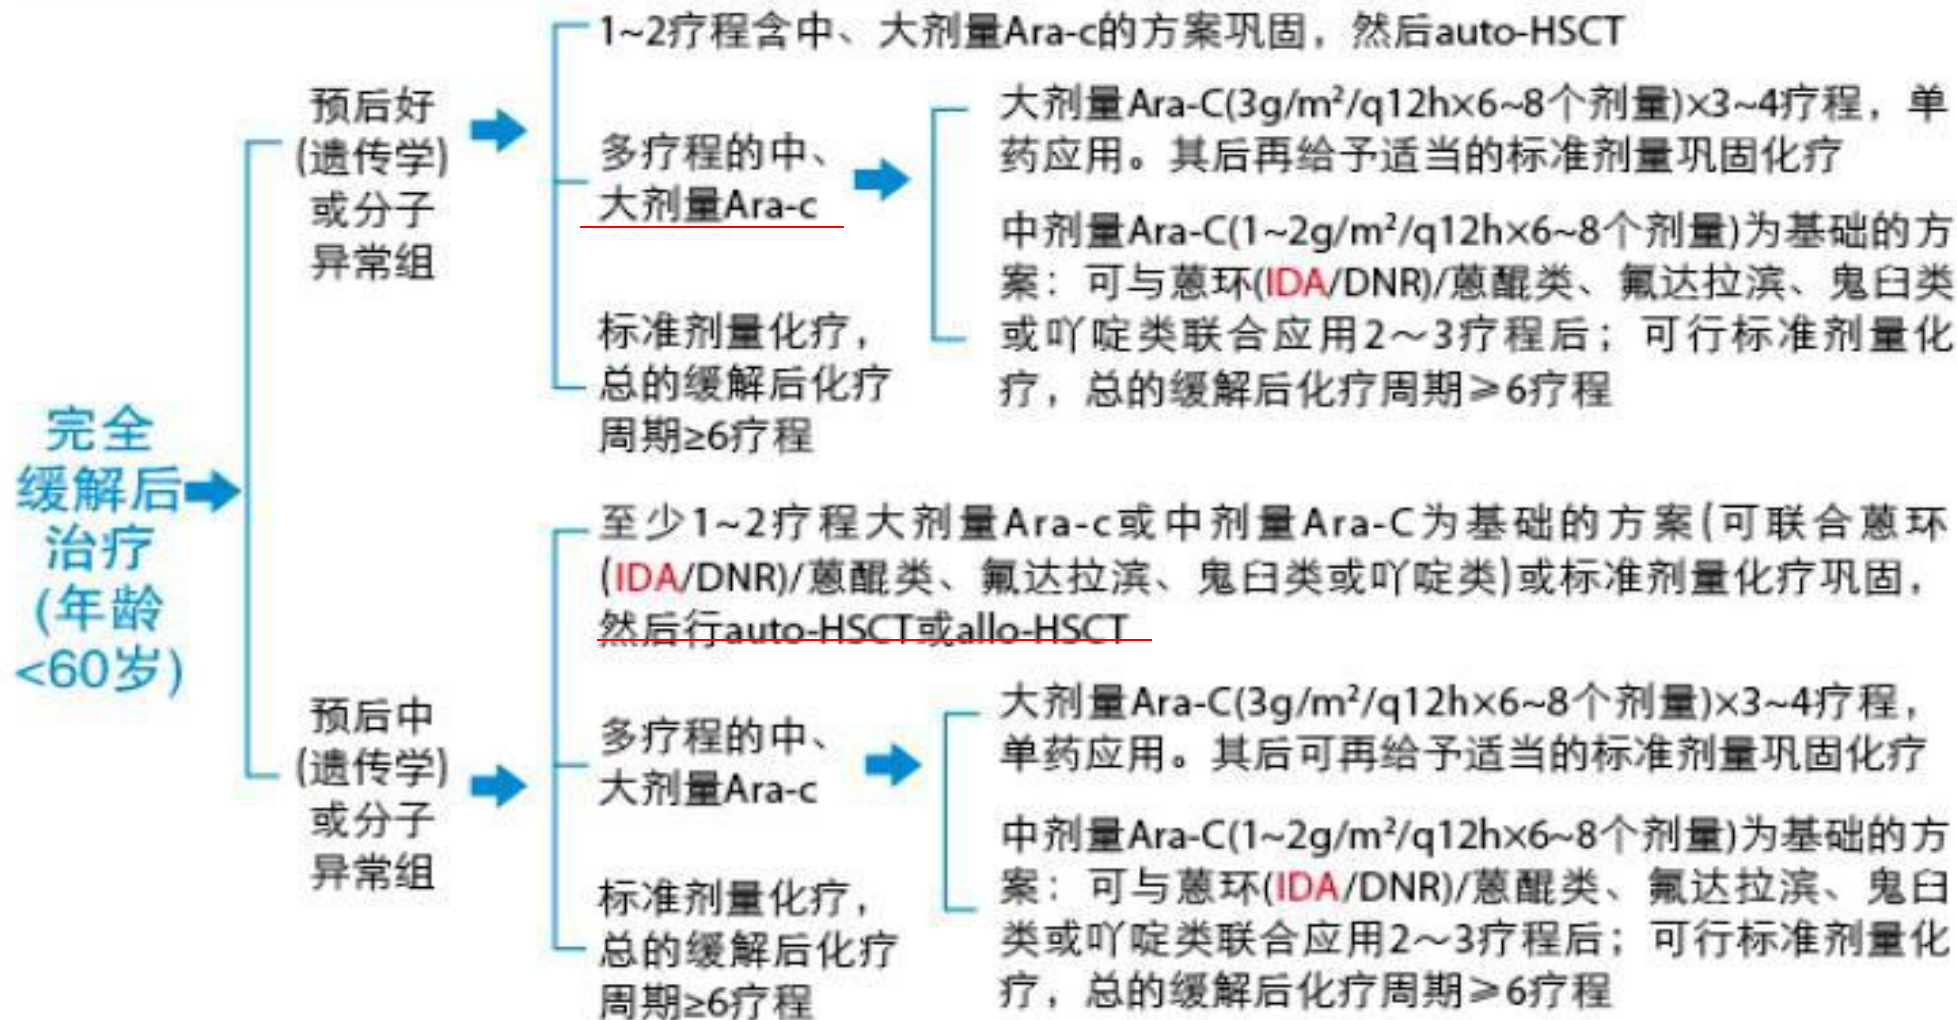 完全
缓解后
治疗
(年龄
<60岁)
预后好
(遗传学)
或分子
异常组
1~2疗程含中、大剂量Ara-c的方案巩固，然后auto-HSCT
多疗程的中、
大剂量Ara-c
大剂量Ara-C(3g/m²/q12h×6~8个剂量)×3~4疗程，单
药应用。其后再给予适当的标准剂量巩固化疗
中剂量Ara-C(1~2g/m²/q12h×6~8个剂量)为基础的方
案：可与蒽环(IDA/DNR)/蒽醌类、氟达拉滨、鬼臼类
或吖啶类联合应用2～3疗程后；可行标准剂量化
疗，总的缓解后化疗周期≥6疗程
标准剂量化疗，
总的缓解后化疗
周期≥6疗程
预后中
(遗传学)
或分子
异常组
至少1~2疗程大剂量Ara-c或中剂量Ara-C为基础的方案(可联合蒽环
(IDA/DNR)/蒽醌类、氟达拉滨、鬼臼类或吖啶类)或标准剂量化疗巩固，
然后行auto-HSCT或allo-HSCT
多疗程的中、
大剂量Ara-c
大剂量Ara-C(3g/m²/q12h×6~8个剂量)×3~4疗程，
单药应用。其后可再给予适当的标准剂量巩固化疗
中剂量Ara-C(1~2g/m²/q12h×6~8个剂量)为基础的方
案：可与蒽环(IDA/DNR)/蒽醌类、氟达拉滨、鬼臼
类或吖啶类联合应用2～3疗程后；可行标准剂量化
疗，总的缓解后化疗周期≥6疗程
标准剂量化疗，
总的缓解后化疗
周期≥6疗程